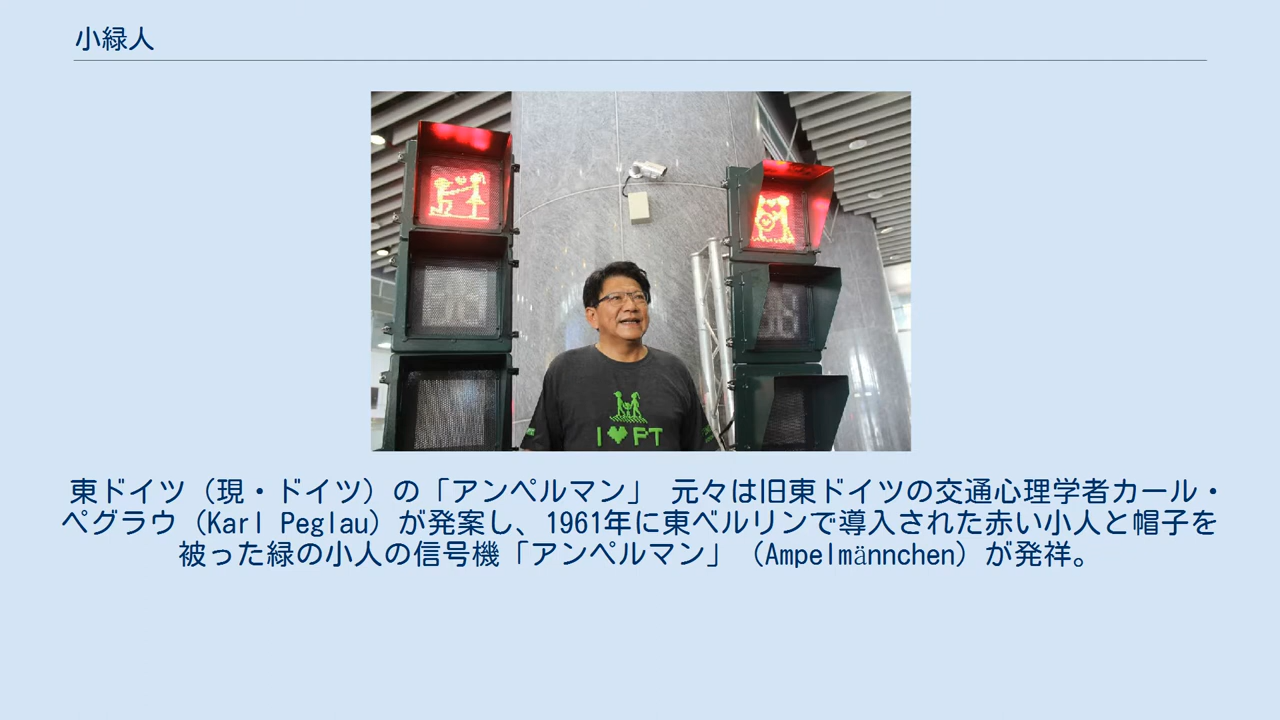 小緑人
I ♥ PT
東ドイツ（現・ドイツ）の「アンペルマン」 元々は旧東ドイツの交通心理学者カール・
ペグラウ（Karl Peglau）が発案し、1961年に東ベルリンで導入された赤い小人と帽子を
被った緑の小人の信号機「アンペルマン」（Ampelmännchen）が発祥。